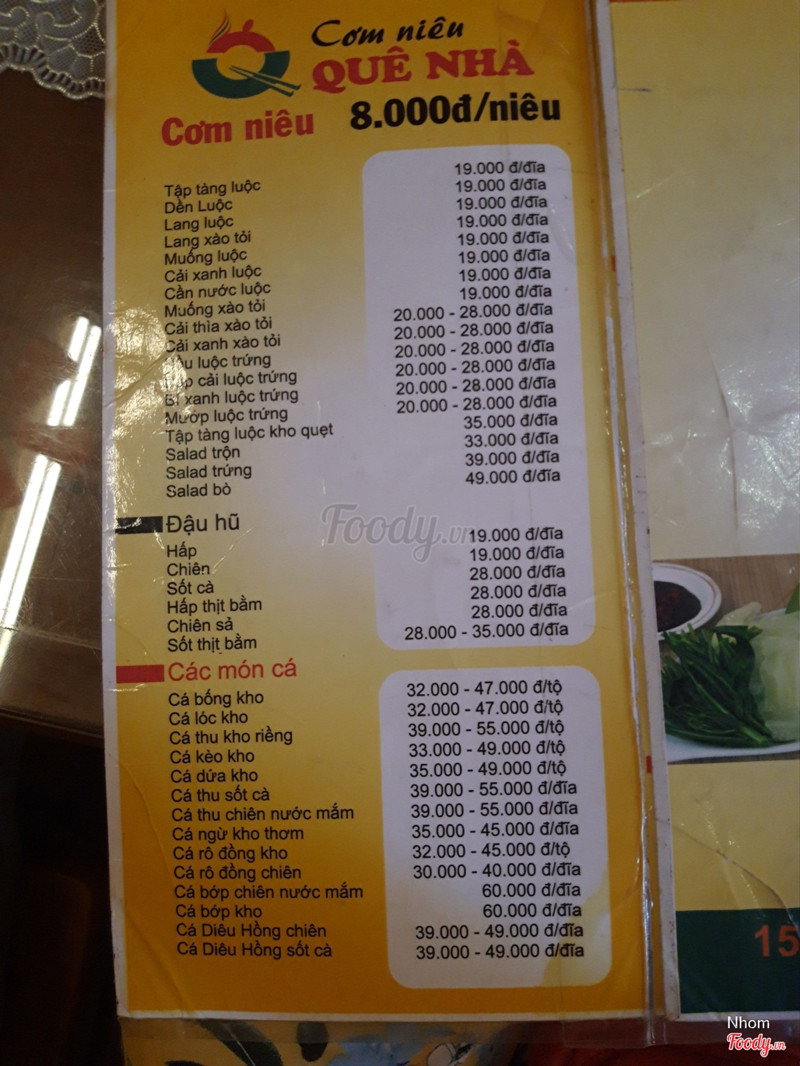 Cơm niêu
QUÊ NHÀ
Cơm niêu 8.000đ/niêu
Tập tàng luộc 19.000 đ/đĩa
Dền Luộc 19.000 đ/đĩa
Lang luộc 19.000 đ/đĩa
Lang xào tỏi 19.000 đ/đĩa
Muống luộc 19.000 đ/đĩa
Cải xanh luộc 19.000 đ/đĩa
Cần nước luộc 19.000 đ/đĩa
Muống xào tỏi 19.000 đ/đĩa
Cải thìa xào tỏi 20.000 - 28.000 đ/đĩa
Cải xanh xào tỏi 20.000 - 28.000 đ/đĩa
luộc trứng 20.000 - 28.000 đ/đĩa
cải luộc trứng 20.000 - 28.000 đ/đĩa
Bí xanh luộc trứng 20.000 - 28.000 đ/đĩa
Mướp luộc trứng 20.000 - 28.000 đ/đĩa
Tập tàng luộc kho quẹt 35.000 đ/đĩa
Salad trộn 33.000 đ/đĩa
Salad trứng 39.000 đ/đĩa
Salad bò 49.000 đ/đĩa
Đậu hũ
Hấp 19.000 đ/đĩa
Chiên 19.000 đ/đĩa
Sốt cà 28.000 đ/đĩa
Hấp thịt bằm 28.000 đ/đĩa
Chiên sả 28.000 đ/đĩa
Sốt thịt bằm 28.000 - 35.000 đ/đĩa
Các món cá
Cá bống kho 32.000 - 47.000 đ/tộ
Cá lóc kho 32.000 - 47.000 đ/tộ
Cá thu kho riềng 39.000 - 55.000 đ/tộ
Cá kèo kho 33.000 - 49.000 đ/tộ
Cá dứa kho 35.000 - 49.000 đ/tộ
Cá thu sốt cà 39.000 - 55.000 đ/đĩa
Cá thu chiên nước mắm 39.000 - 55.000 đ/đĩa
Cá ngừ kho thơm 35.000 - 45.000 đ/đĩa
Cá rô đồng kho 32.000 - 45.000 đ/tộ
Cá rô đồng chiên 30.000 - 40.000 đ/đĩa
Cá bớp chiên nước mắm 60.000 đ/đĩa
Cá bớp kho 60.000 đ/đĩa
Cá Diêu Hồng chiên 39.000 - 49.000 đ/đĩa
Cá Diêu Hồng sốt cà 39.000 - 49.000 đ/đĩa
Foody.vn
15
Nhom
Foody.vn